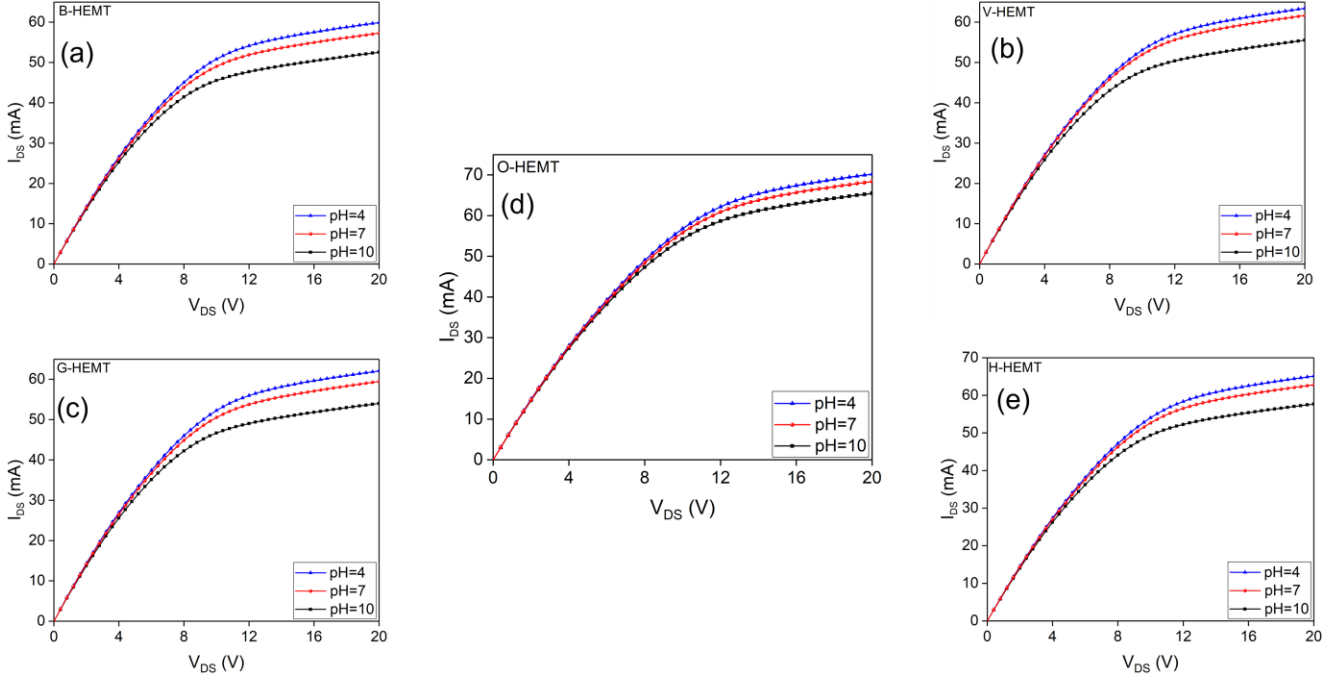 B-HEMT
(a)
60
50
40
30
20
10
0
I_DS (mA)
0 4 8 12 16 20
V_DS (V)
pH=4
pH=7
pH=10
V-HEMT
(b)
60
50
40
30
20
10
0
I_DS (mA)
0 4 8 12 16 20
V_DS (V)
pH=4
pH=7
pH=10
O-HEMT
(d)
70
60
50
40
30
20
10
0
I_DS (mA)
0 4 8 12 16 20
V_DS (V)
pH=4
pH=7
pH=10
G-HEMT
(c)
60
50
40
30
20
10
0
I_DS (mA)
0 4 8 12 16 20
V_DS (V)
pH=4
pH=7
pH=10
H-HEMT
(e)
70
60
50
40
30
20
10
0
I_DS (mA)
0 4 8 12 16 20
V_DS (V)
pH=4
pH=7
pH=10